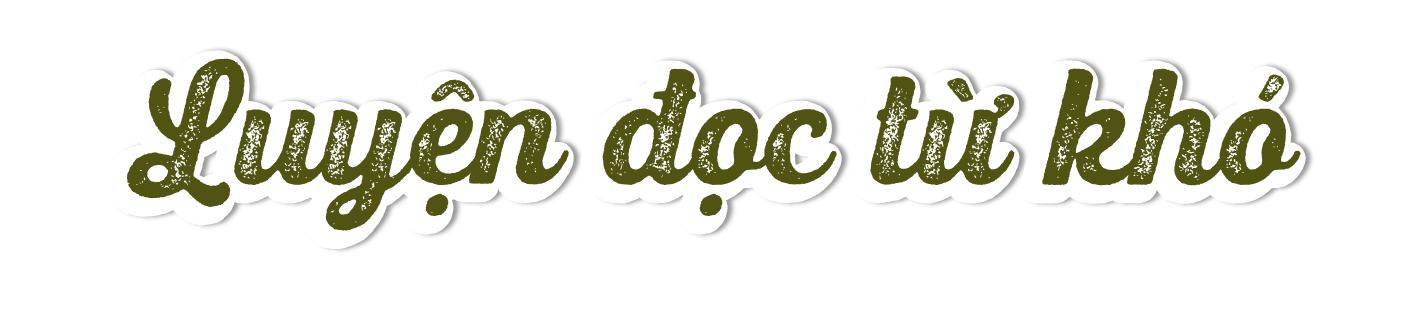 Luyện đọc từ khó